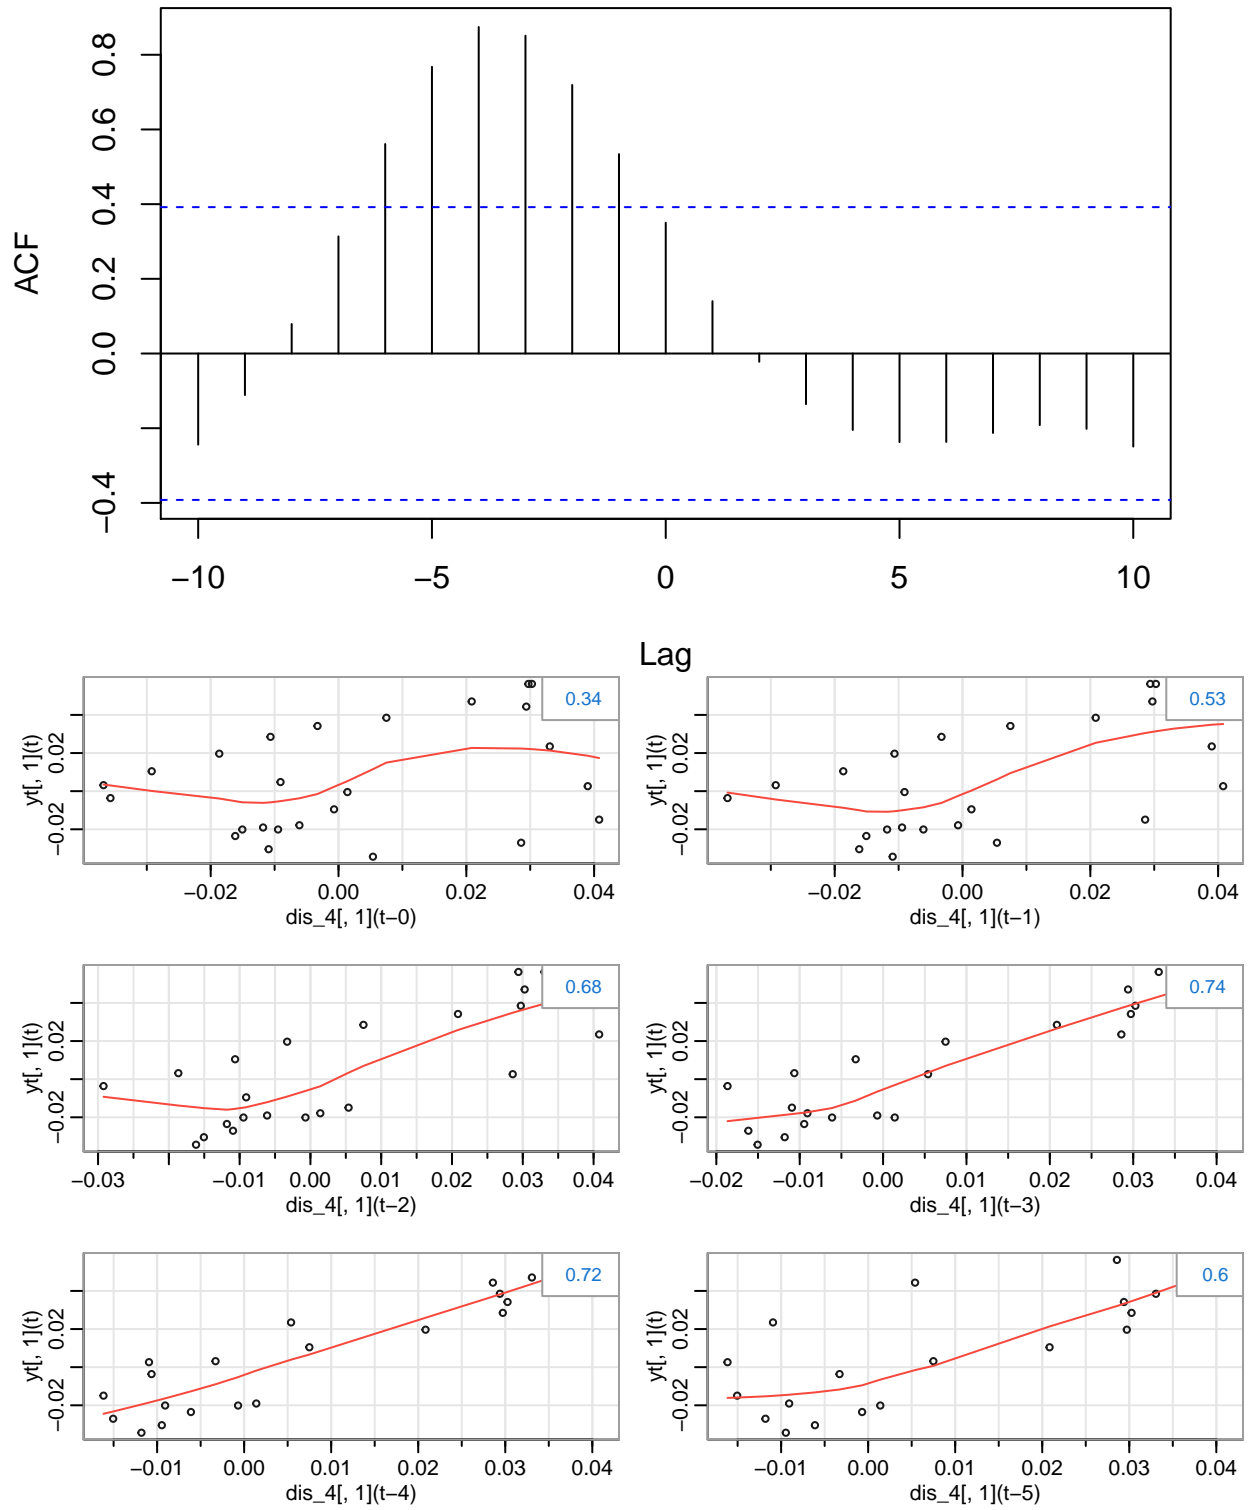 ACF
0.8
0.6
0.4
0.2
0.0
−0.4
−10 −5 0 5 10
Lag
0.34
yt[, 1](t)
−0.02 0.02
−0.02 0.00 0.02 0.04
dis_4[, 1](t−0)
0.53
yt[, 1](t)
−0.02 0.02
−0.02 0.00 0.02 0.04
dis_4[, 1](t−1)
0.68
yt[, 1](t)
−0.02 0.02
−0.03 −0.01 0.00 0.01 0.02 0.03 0.04
dis_4[, 1](t−2)
0.74
yt[, 1](t)
−0.02 0.02
−0.02 −0.01 0.00 0.01 0.02 0.03 0.04
dis_4[, 1](t−3)
0.72
yt[, 1](t)
−0.02 0.02
−0.01 0.00 0.01 0.02 0.03 0.04
dis_4[, 1](t−4)
0.6
yt[, 1](t)
−0.02 0.02
−0.01 0.00 0.01 0.02 0.03 0.04
dis_4[, 1](t−5)